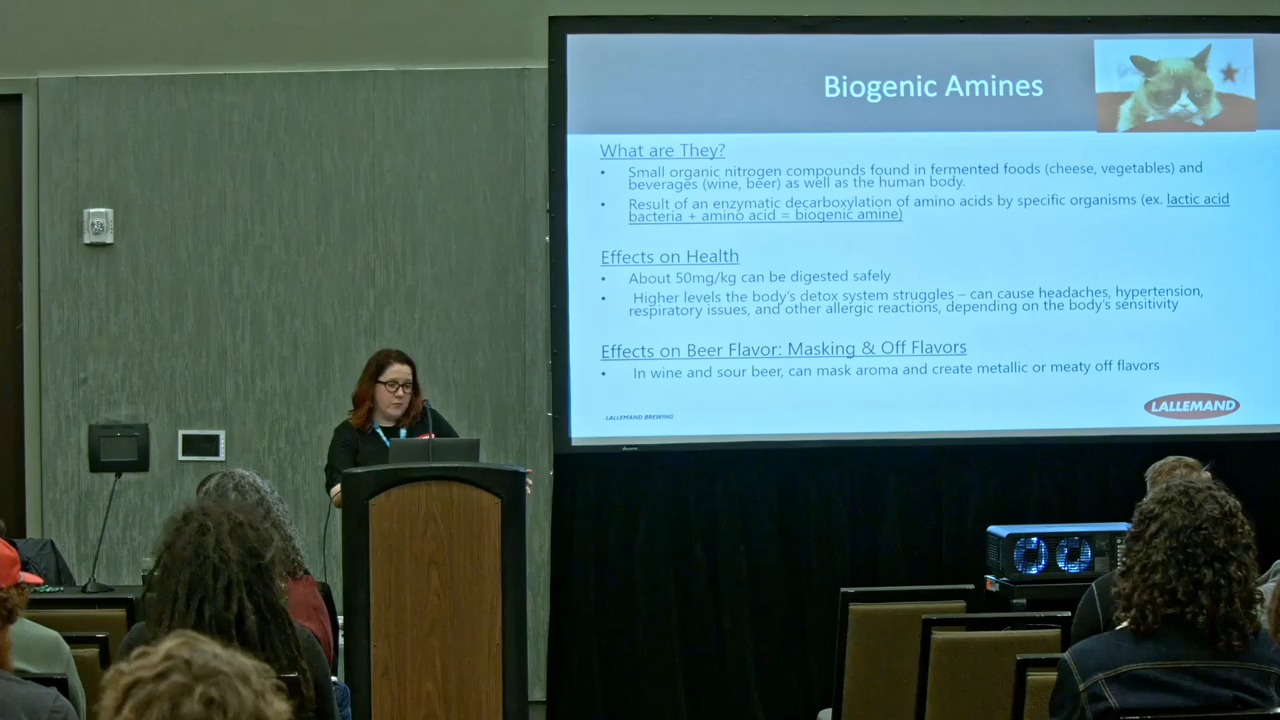 Biogenic Amines
What are They?
• Small organic nitrogen compounds found in fermented foods (cheese, vegetables) and
beverages (wine, beer) as well as the human body.
• Result of an enzymatic decarboxylation of amino acids by specific organisms (ex. lactic acid
bacteria + amino acid = biogenic amine)
Effects on Health
• About 50mg/kg can be digested safely
• Higher levels the body's detox system struggles – can cause headaches, hypertension,
respiratory issues, and other allergic reactions, depending on the body's sensitivity
Effects on Beer Flavor: Masking & Off Flavors
• In wine and sour beer, can mask aroma and create metallic or meaty off flavors
LALLEMAND BREWING
LALLEMAND